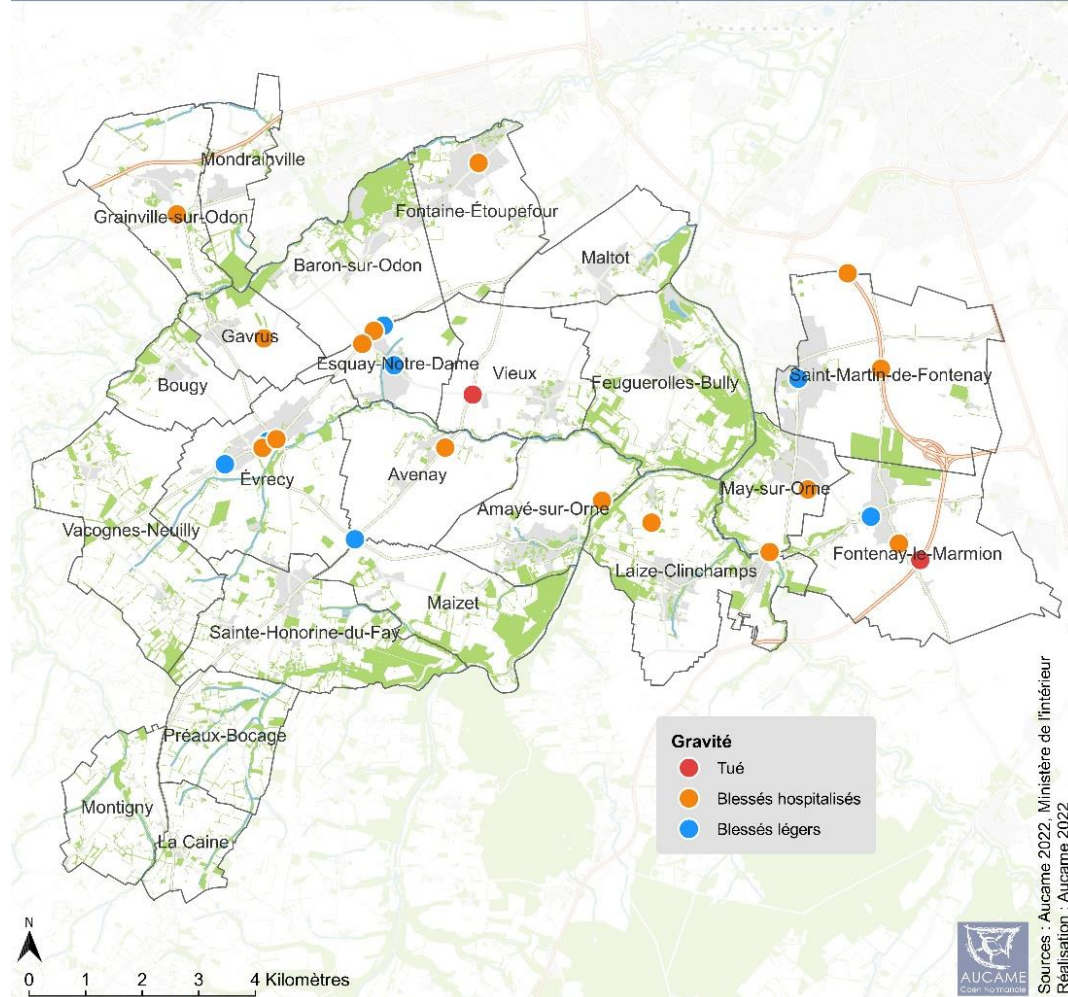 Mondrainville
Grainville-sur-Odon
Fontaine-Étoupefour
Baron-sur-Odon
Maltot
Gavrus
Esquay-Notre-Dame
Vieux
Bougy
Feuguerolles-Bully
Saint-Martin-de-Fontenay
Avenay
Évrecy
May-sur-Orne
Amayé-sur-Orne
Vacognes-Neuilly
Fontenay-le-Marmion
Laize-Clinchamps
Maizet
Sainte-Honorine-du-Fay
Préaux-Bocage
Montigny
La Caine
Gravité
Tué
Blessés hospitalisés
Blessés légers
N
0 1 2 3 4 Kilomètres
AUCAME
Caen Normandie
Sources : Aucame 2022, Ministère de l'intérieur
Réalisation : Aucame 2022